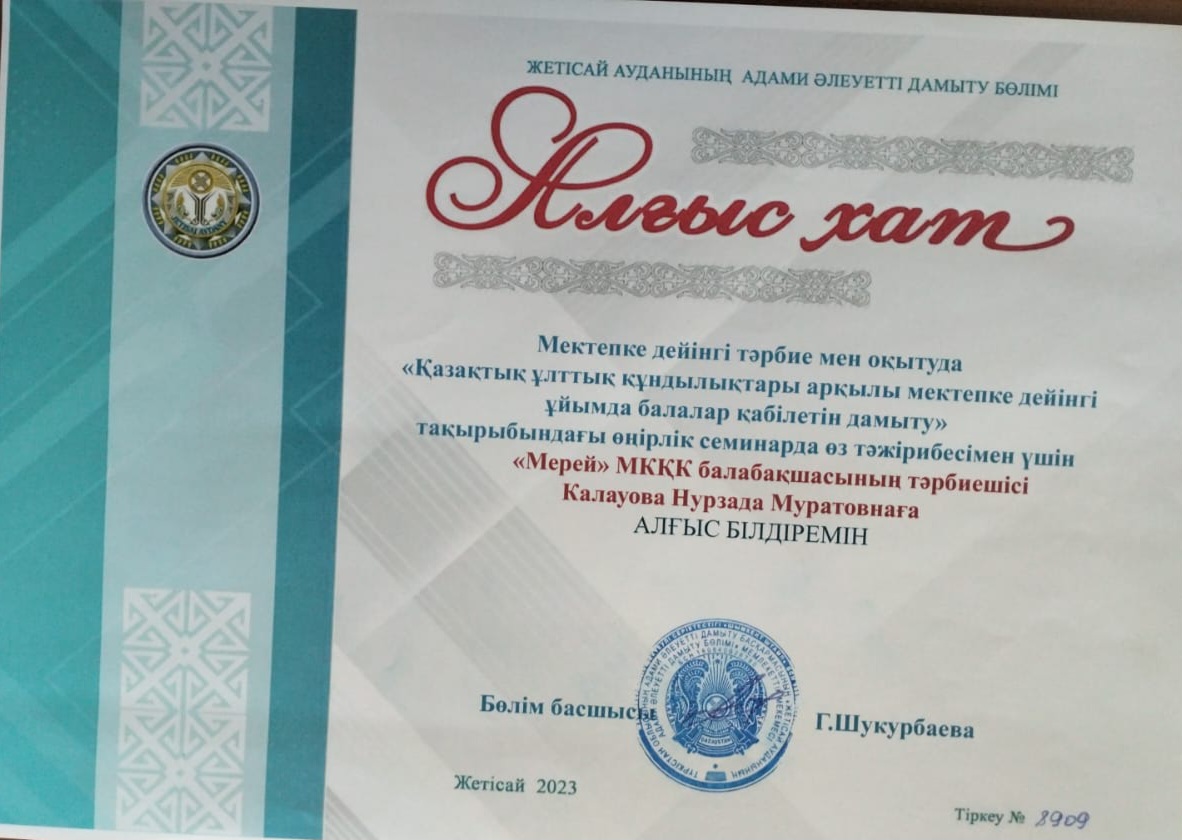 ЖЕТІСАЙ АУДАНЫНЫҢ АДАМИ ӘЛЕУЕТТІ ДАМЫТУ БӨЛІМІ
Алғыс хат
Мектепке дейінгі тәрбие мен оқытуда
«Қазақтық ұлттық құндылықтары арқылы мектепке дейінгі
ұйымда балалар қабілетін дамыту»
тақырыбындағы өңірлік семинарда өз тәжірибесімен үшін
«Мерей» МКҚК балабақшасының тәрбиешісі
Калауова Нурзада Муратовнаға
АЛҒЫС БІЛДІРЕМІН
Бөлім басшысы
Г.Шукурбаева
Жетісай 2023
Тіркеу № 8909